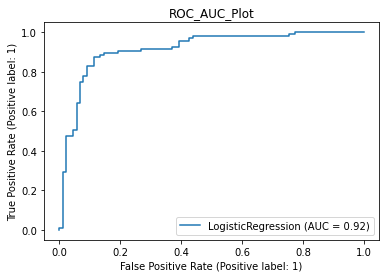 ROC_AUC_Plot
True Positive Rate (Positive label: 1)
1.0
0.8
0.6
0.4
0.2
0.0
LogisticRegression (AUC = 0.92)
0.0 0.2 0.4 0.6 0.8 1.0
False Positive Rate (Positive label: 1)